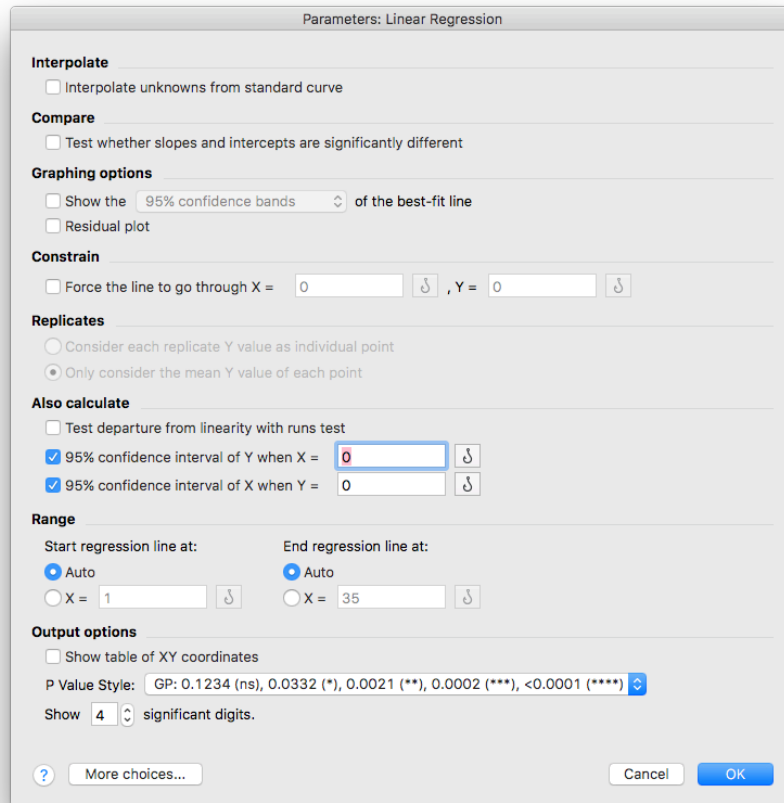 Parameters: Linear Regression
Interpolate
Interpolate unknowns from standard curve
Compare
Test whether slopes and intercepts are significantly different
Graphing options
Show the 95% confidence bands of the best-fit line
Residual plot
Constrain
Force the line to go through X = 0 , Y = 0
Replicates
Consider each replicate Y value as individual point
Only consider the mean Y value of each point
Also calculate
Test departure from linearity with runs test
95% confidence interval of Y when X = 0
95% confidence interval of X when Y = 0
Range
Start regression line at: End regression line at:
Auto Auto
X = 1 X = 35
Output options
Show table of XY coordinates
P Value Style: GP: 0.1234 (ns), 0.0332 (*), 0.0021 (**), 0.0002 (***), <0.0001 (****)
Show 4 significant digits.
? More choices... Cancel OK